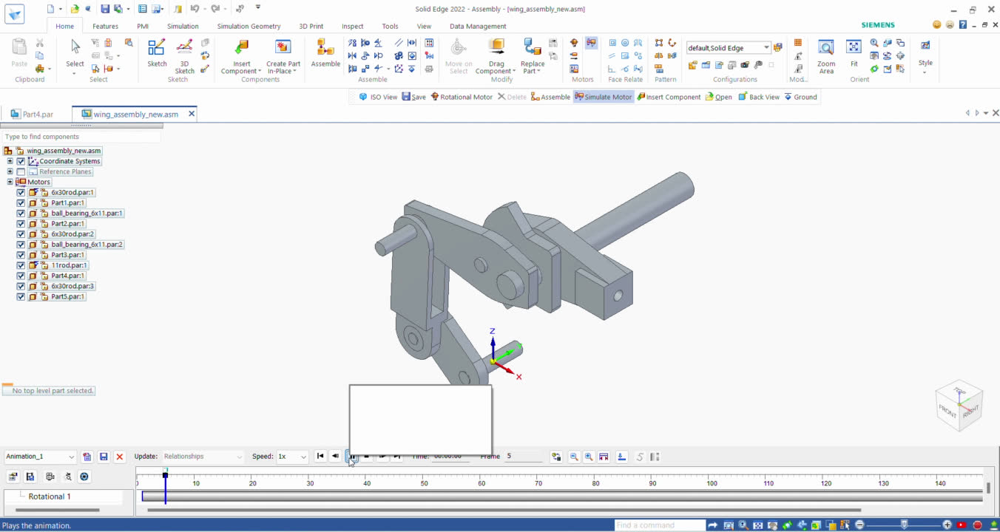 Solid Edge 2022 - Assembly - [wing_assembly_new.asm]
Home Features PMI Simulation Simulation Geometry 3D Print Inspect Tools View Data Management
SIEMENS
Paste
Clipboard
Select
Select
Sketch
3D Sketch
Sketch
Insert Component
Create Part In-Place
Components
Assembly
Assemble
Move on Select
Drag Component
Replace Part
Modify
Motors
Face Relate
Pattern
default,Solid Edge
Configurations
Mod...
Zoom Area
Fit
Orient
Style
ISO View Save Rotational Motor Delete Assemble Simulate Motor Insert Component Open Back View Ground
Part4.par wing_assembly_new.asm
Type to find components
wing_assembly_new.asm
Coordinate Systems
Reference Planes
Motors
6x30rod.par:1
Part1.par:1
ball_bearing_6x11.par:1
Part2.par:1
6x30rod.par:2
ball_bearing_6x11.par:2
Part3.par:1
11rod.par:1
Part4.par:1
6x30rod.par:3
Part5.par:1
Z
X
No top level part selected.
TOP
FRONT
RIGHT
Animation_1 Update: Relationships Speed: 1x Time: 00:00:00 Frame 5
10 20 30 40 50 60 70 80 90 100 110 120 130 140
Rotational 1
Plays the animation.
Find a command